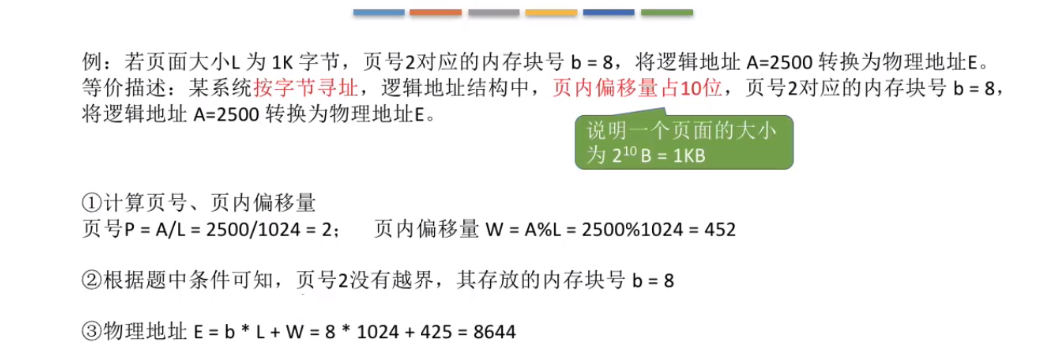 例：若页面大小L 为 1K 字节，页号2对应的内存块号 b = 8，将逻辑地址 A=2500 转换为物理地址E。
等价描述：某系统按字节寻址，逻辑地址结构中，页内偏移量占10位，页号2对应的内存块号 b = 8，
将逻辑地址 A=2500 转换为物理地址E。
说明一个页面的大小
为 2¹⁰ B = 1KB
①计算页号、页内偏移量
页号P = A/L = 2500/1024 = 2； 页内偏移量 W = A%L = 2500%1024 = 452
②根据题中条件可知，页号2没有越界，其存放的内存块号 b = 8
③物理地址 E = b * L + W = 8 * 1024 + 425 = 8644